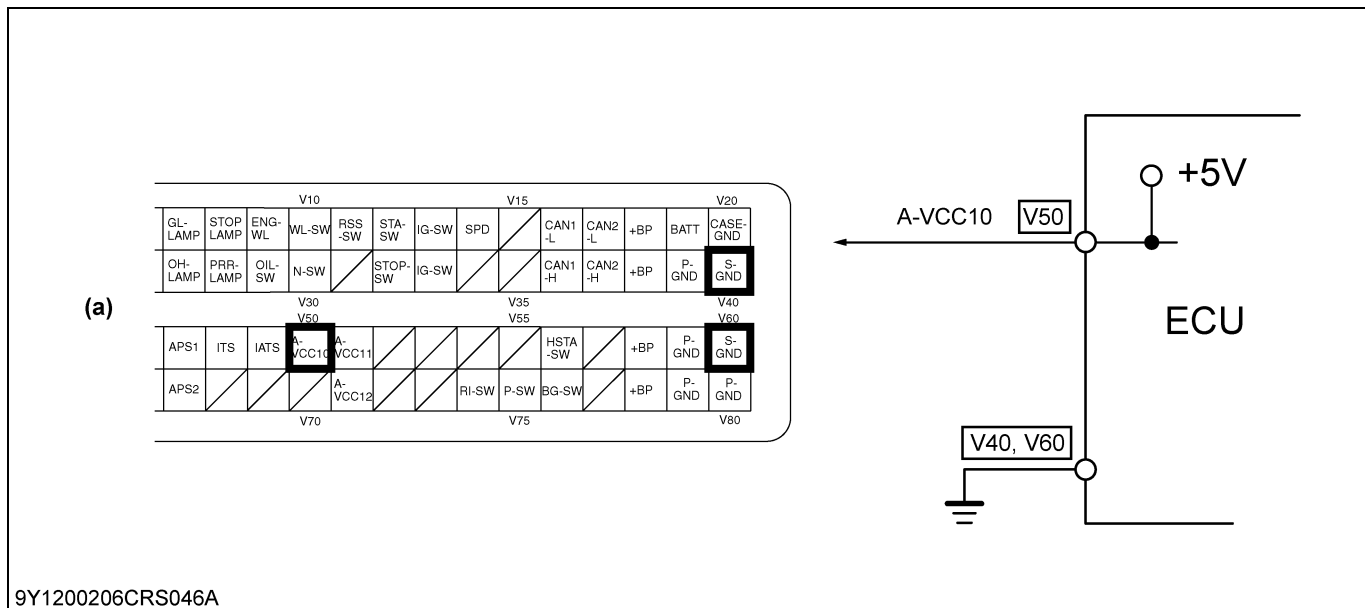 V10 V15 V20
GL-LAMP STOP LAMP ENG-WL WL-SW RSS-SW STA-SW IG-SW SPD CAN1-L CAN2-L +BP BATT CASE-GND
OH-LAMP PRR-LAMP OIL-SW N-SW STOP-SW IG-SW CAN1-H CAN2-H +BP P-GND S-GND
V30 V35 V40
(a)
V50 V55 V60
APS1 ITS IATS A-VCC10 A-VCC11 HSTA-SW +BP P-GND S-GND
APS2 A-VCC12 RI-SW P-SW BG-SW +BP P-GND P-GND
V70 V75 V80
+5V
A-VCC10 V50
ECU
V40, V60
9Y1200206CRS046A